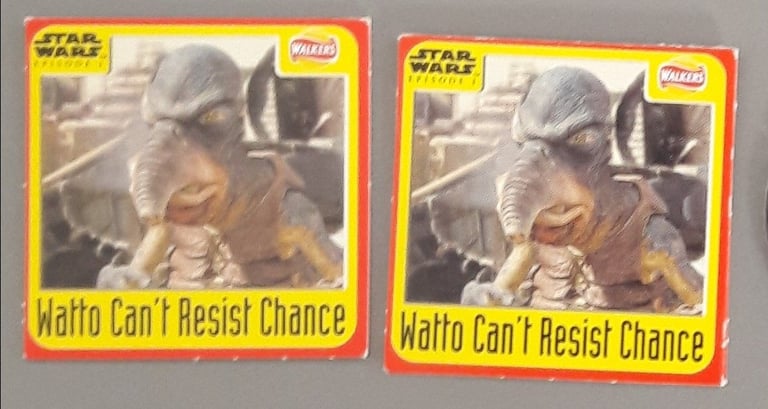 STAR
WARS
EPISODE I
WALKERS
Watto Can't Resist Chance
STAR
WARS
EPISODE I
WALKERS
Watto Can't Resist Chance